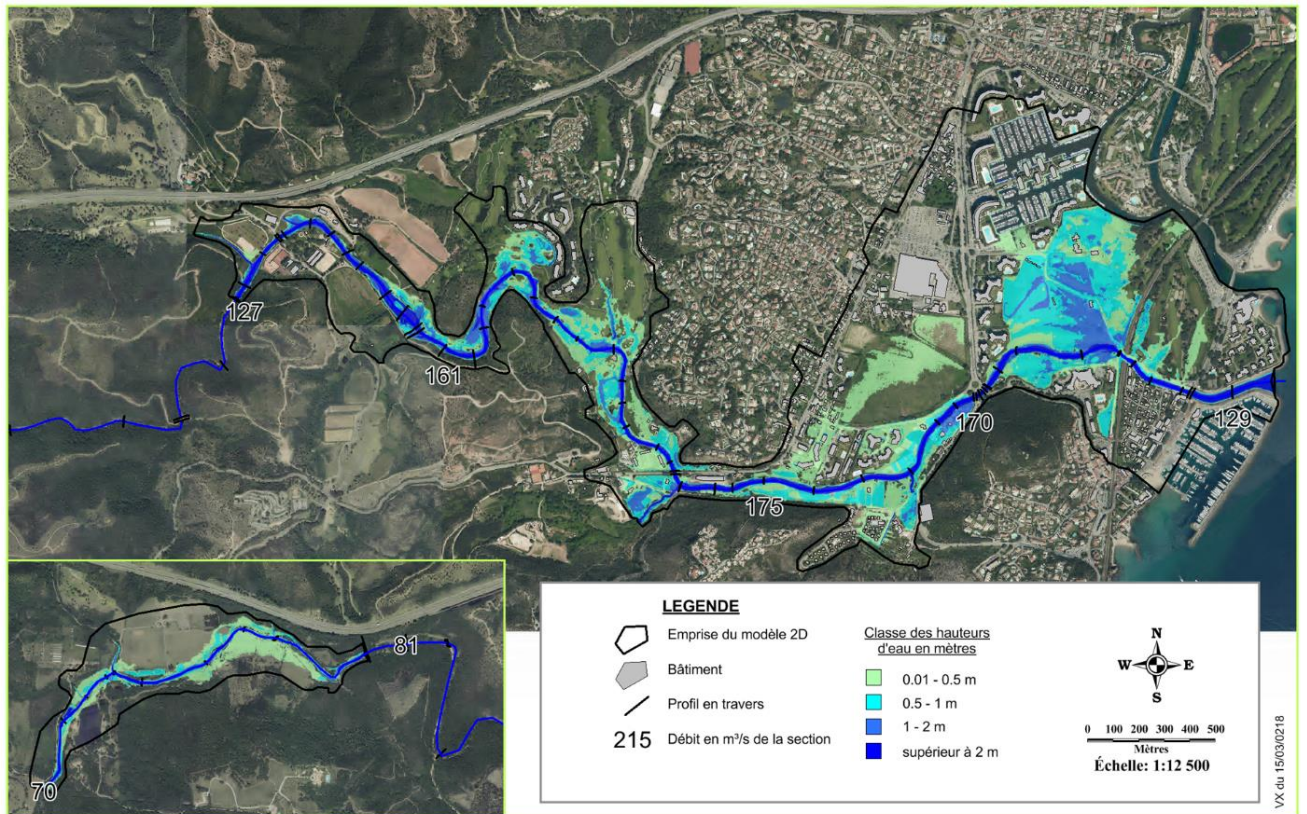 127
161
175
170
129
70
81
LEGENDE
Emprise du modèle 2D
Bâtiment
Profil en travers
215 Débit en m³/s de la section
Classe des hauteurs
d'eau en mètres
0.01 - 0.5 m
0.5 - 1 m
1 - 2 m
supérieur à 2 m
N
W E
S
0 100 200 300 400 500
Mètres
Échelle: 1:12 500
VX du 15/03/0218